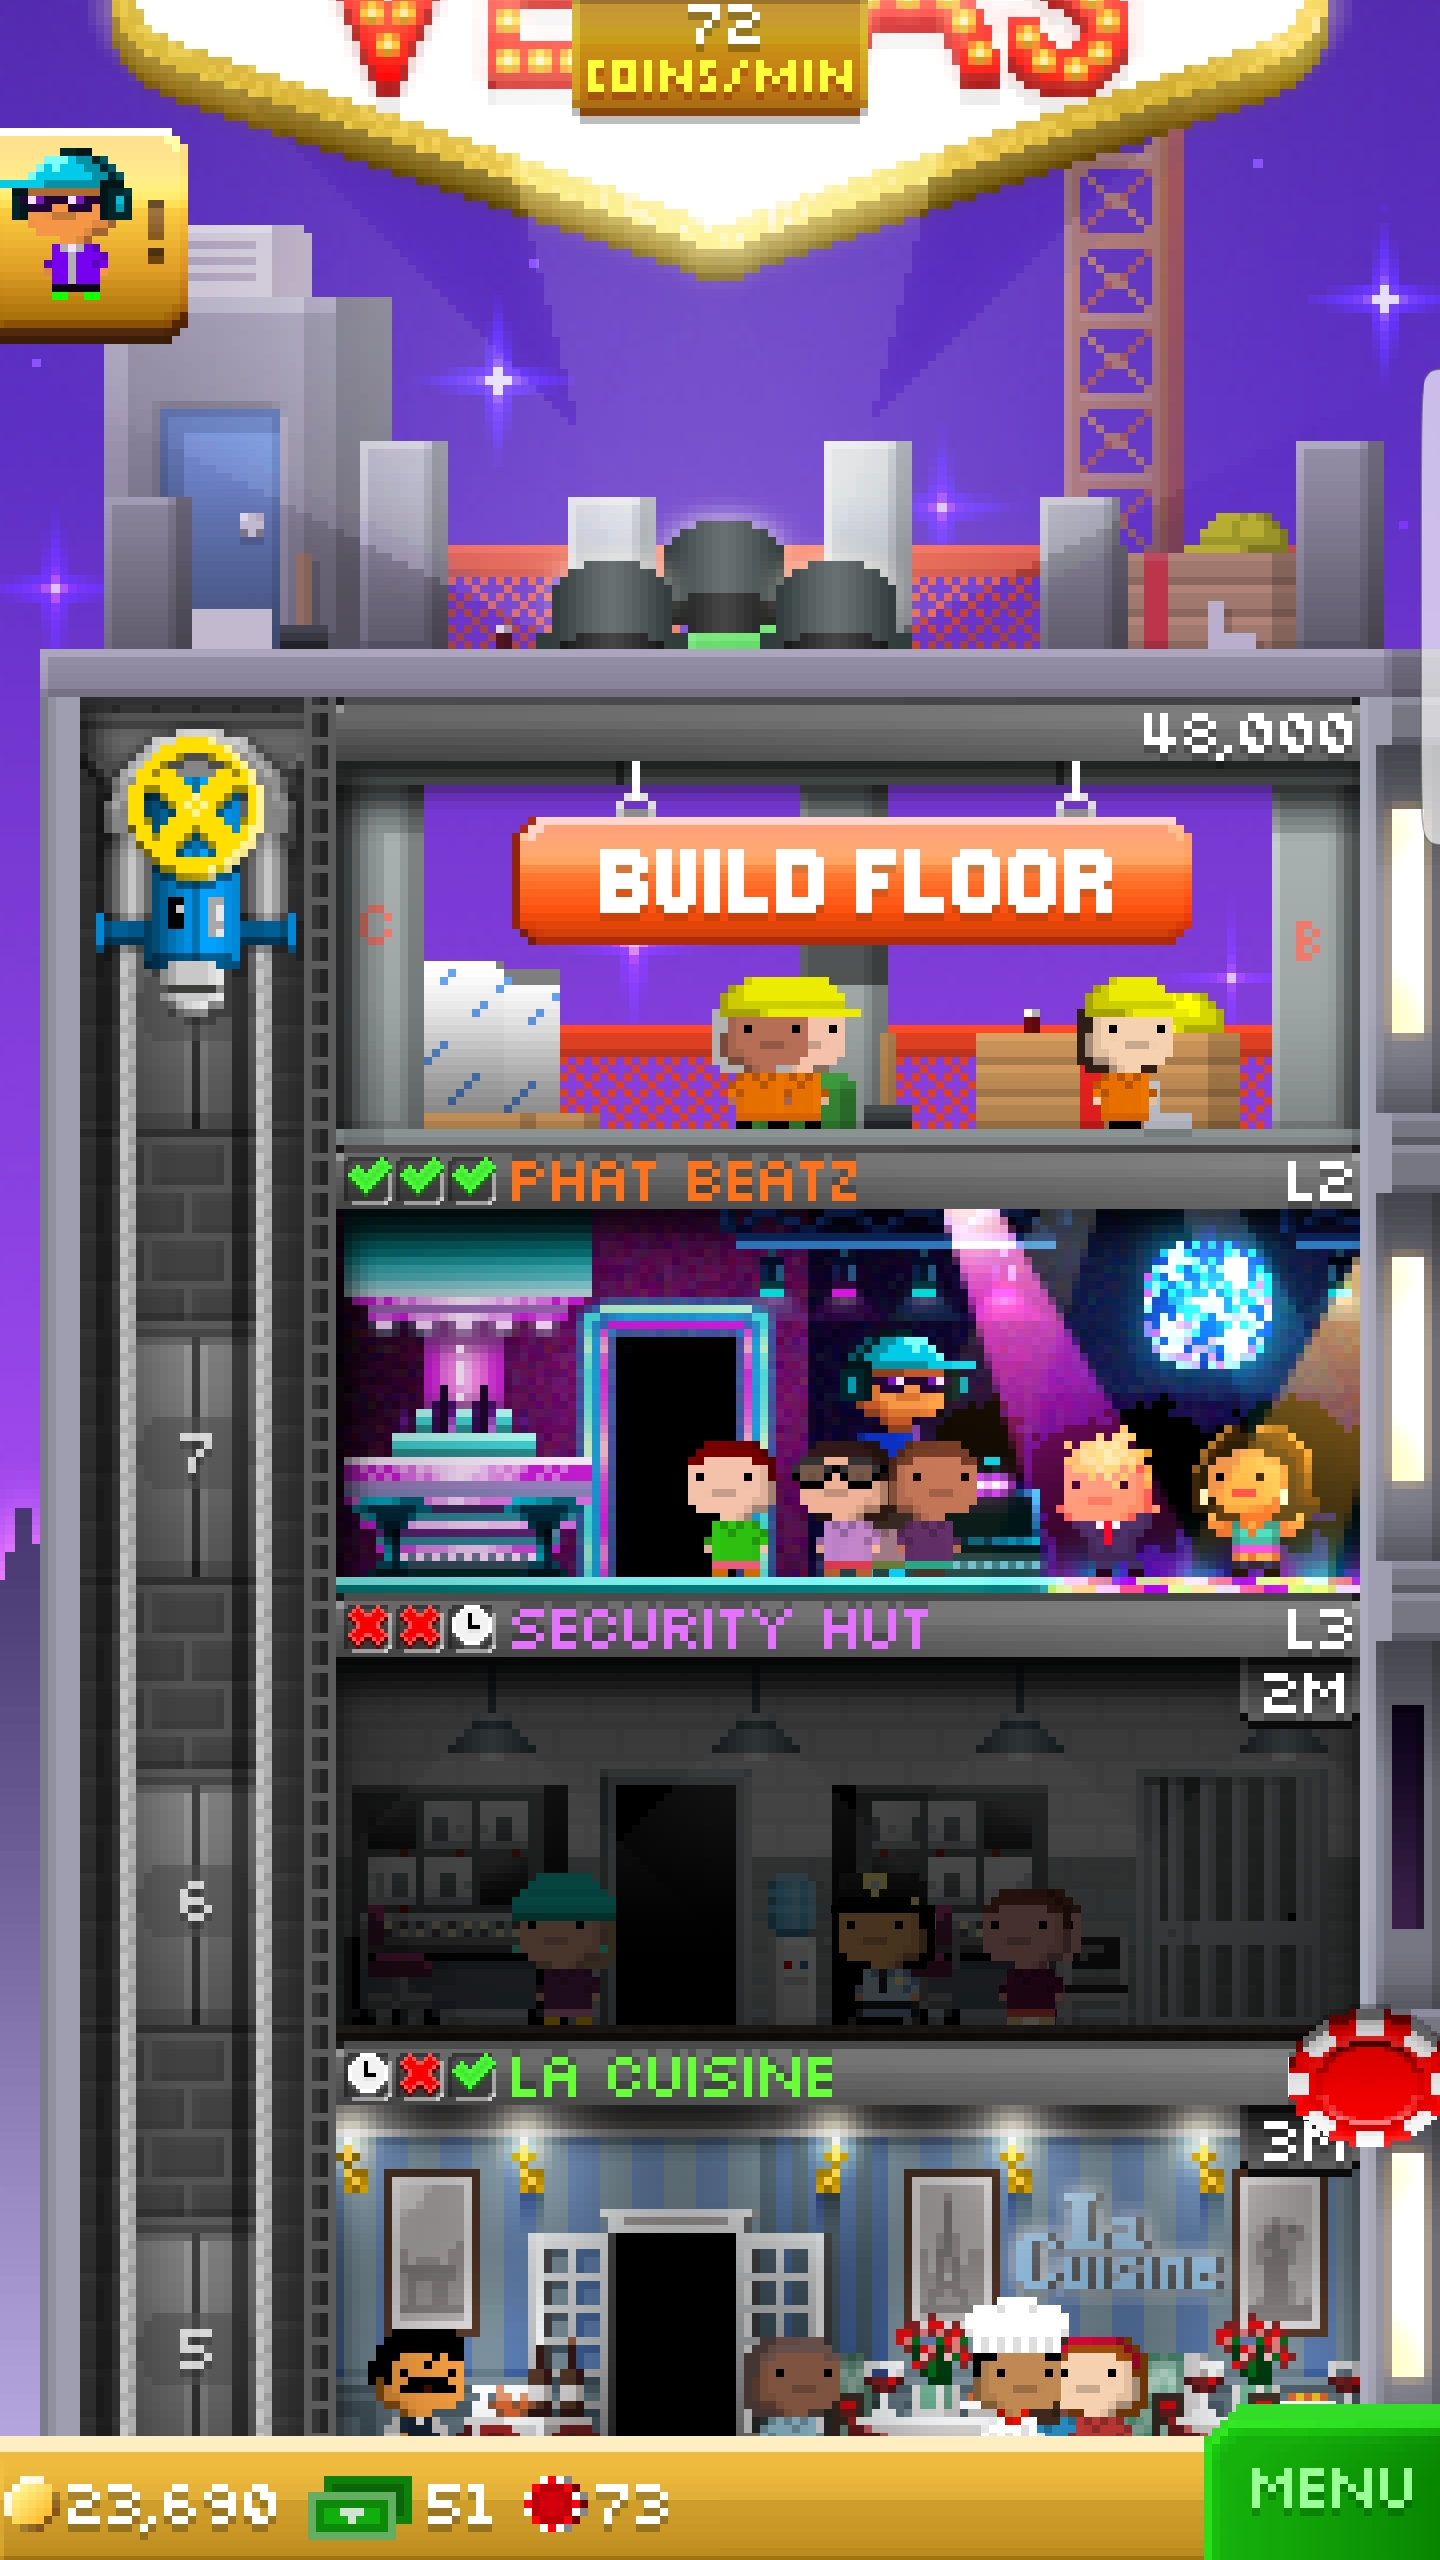 72
COINS/MIN
48,000
BUILD FLOOR
C
B
PHAT BEATZ
L2
7
SECURITY HUT
L3
2M
6
LA CUISINE
3M
La
Cuisine
5
23,690
51
73
MENU